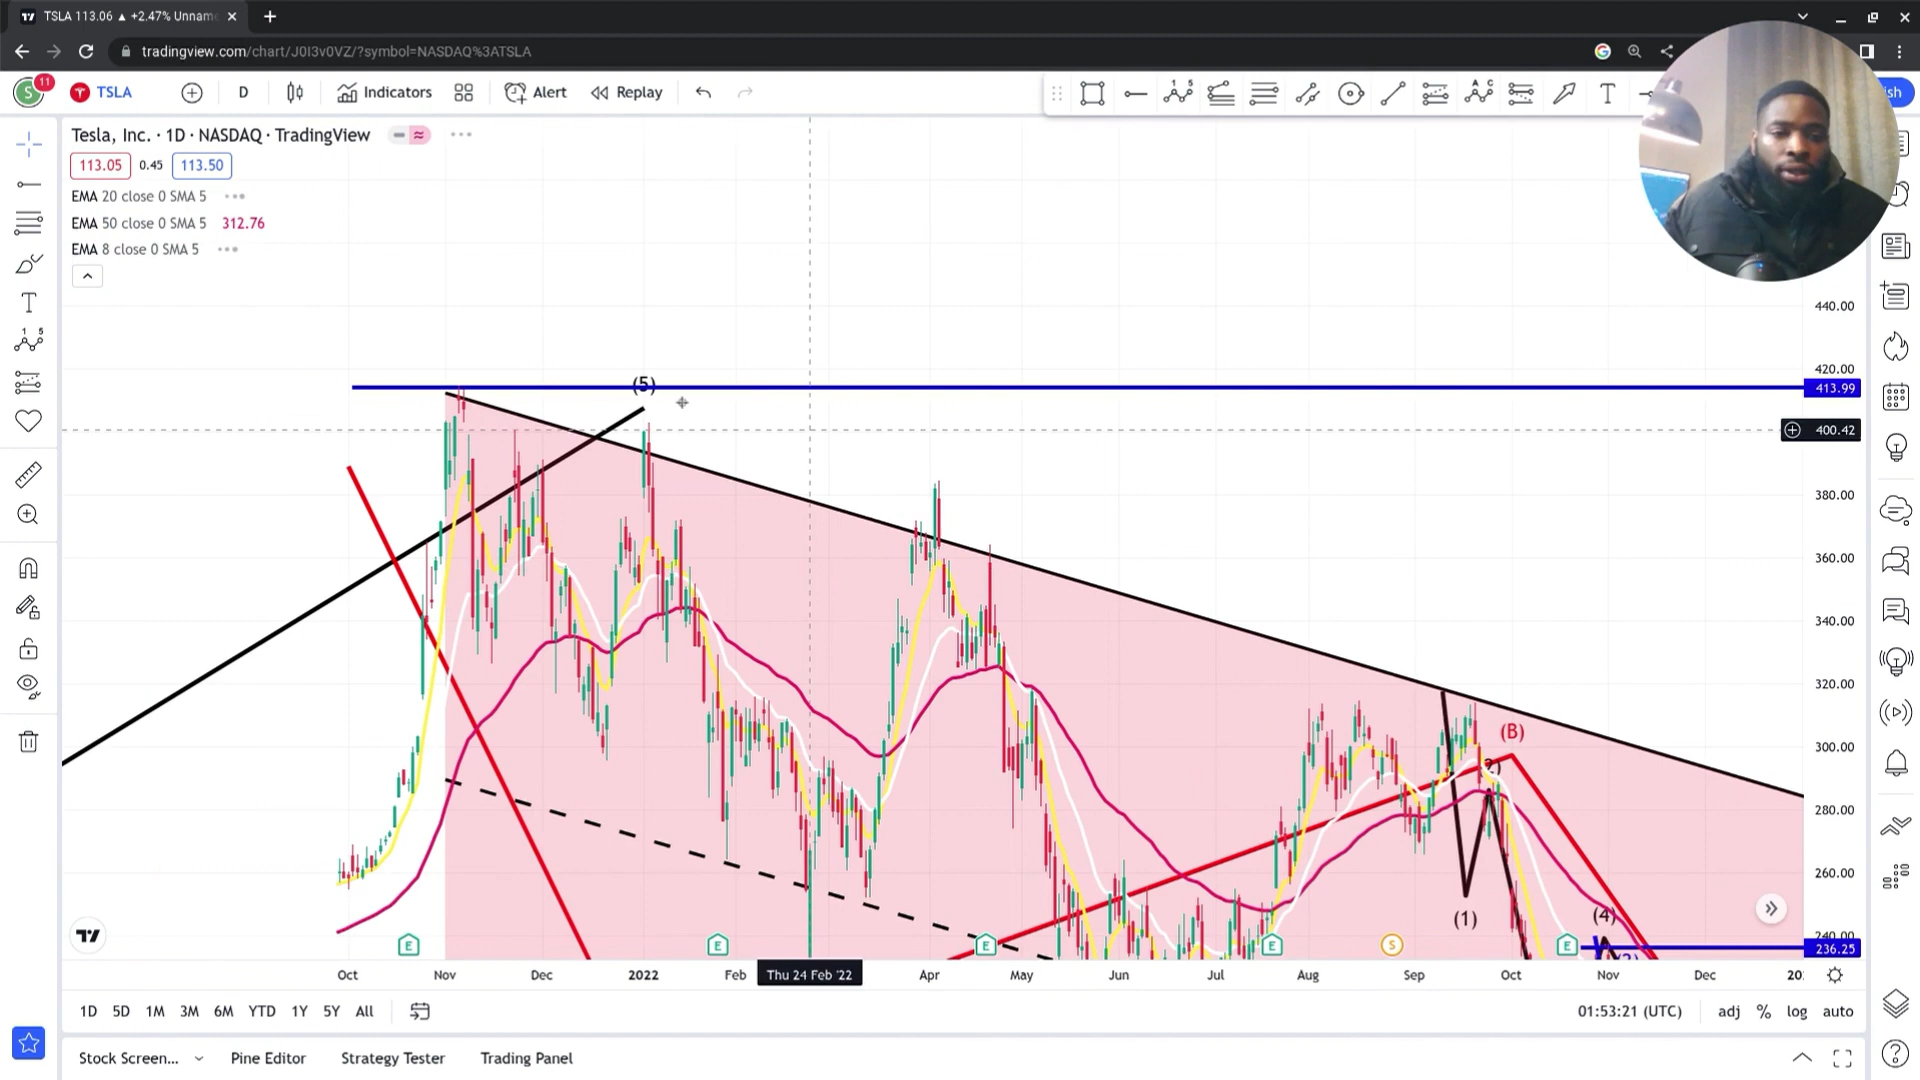 TSLA 113.06 ▲ +2.47% Unnam
tradingview.com/chart/J0I3v0VZ/?symbol=NASDAQ%3ATSLA
S 11 TSLA D Indicators Alert Replay
Tesla, Inc. · 1D · NASDAQ · TradingView
113.05 0.45 113.50
EMA 20 close 0 SMA 5
EMA 50 close 0 SMA 5 312.76
EMA 8 close 0 SMA 5
440.00
420.00
413.99
(5)
400.42
380.00
360.00
340.00
320.00
300.00
(B)
280.00
260.00
(1)
(4)
E E E E S E
236.25
Oct Nov Dec 2022 Feb Thu 24 Feb '22 Apr May Jun Jul Aug Sep Oct Nov Dec
1D 5D 1M 3M 6M YTD 1Y 5Y All 01:53:21 (UTC) adj % log auto
Stock Screen... Pine Editor Strategy Tester Trading Panel